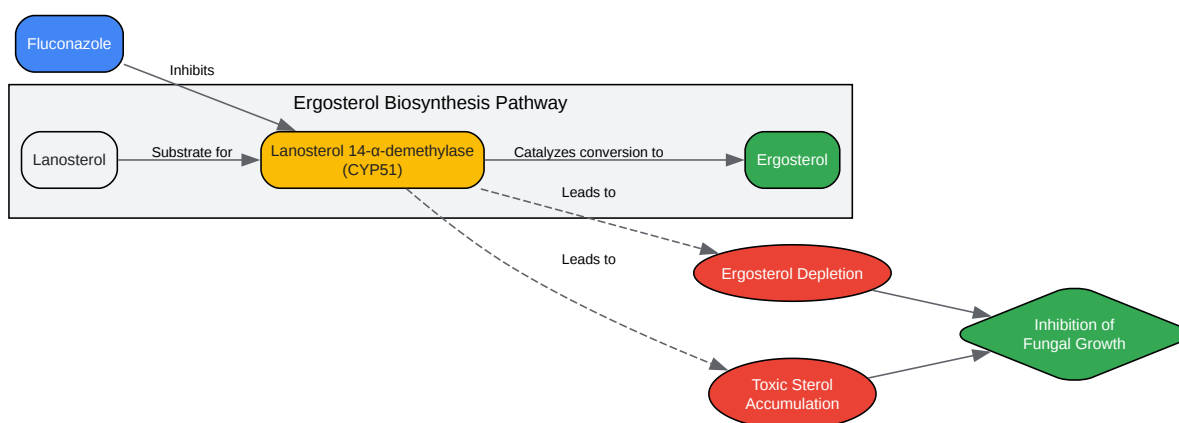 Fluconazole
Inhibits
Ergosterol Biosynthesis Pathway
Lanosterol
Substrate for
Lanosterol 14-α-demethylase
(CYP51)
Catalyzes conversion to
Ergosterol
Leads to
Leads to
Ergosterol Depletion
Inhibition of
Fungal Growth
Toxic Sterol
Accumulation